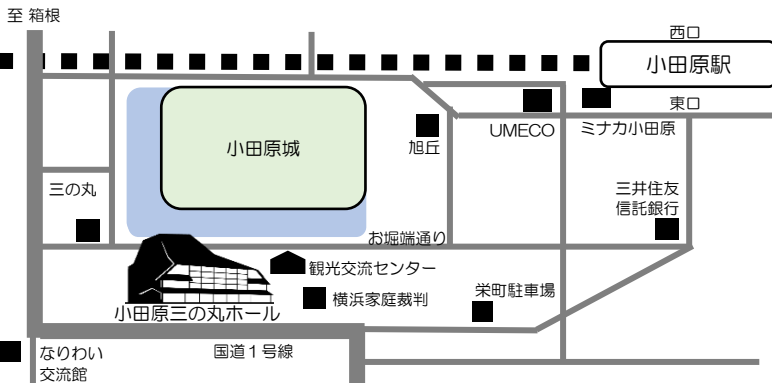 至 箱根
西口
小田原駅
東口
UMECO
ミナカ小田原
旭丘
小田原城
三の丸
三井住友
信託銀行
お堀端通り
観光交流センター
横浜家庭裁判
栄町駐車場
小田原三の丸ホール
国道1号線
なりわい
交流館